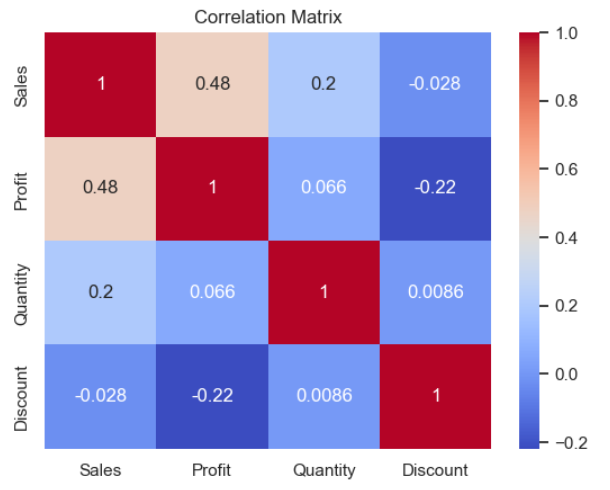 Correlation Matrix
Sales 1 0.48 0.2 -0.028
Profit 0.48 1 0.066 -0.22
Quantity 0.2 0.066 1 0.0086
Discount -0.028 -0.22 0.0086 1
Sales Profit Quantity Discount
1.0
0.8
0.6
0.4
0.2
0.0
−0.2